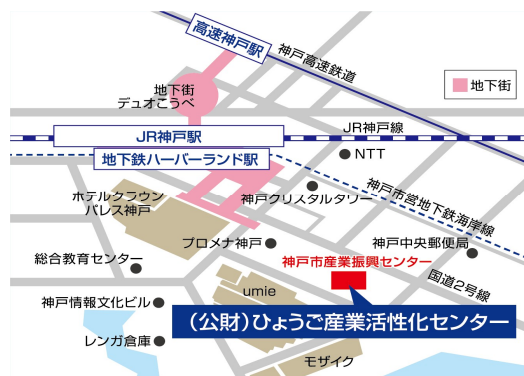 高速神戸駅
神戸高速鉄道
地下街
地下街
デュオこうべ
JR神戸線
JR神戸駅
地下鉄ハーバーランド駅
NTT
神戸市営地下鉄海岸線
ホテルクラウン
パレス神戸
神戸クリスタルタワー
プロメナ神戸
神戸中央郵便局
総合教育センター
神戸市産業振興センター
国道2号線
umie
神戸情報文化ビル
(公財)ひょうご産業活性化センター
レンガ倉庫
モザイク